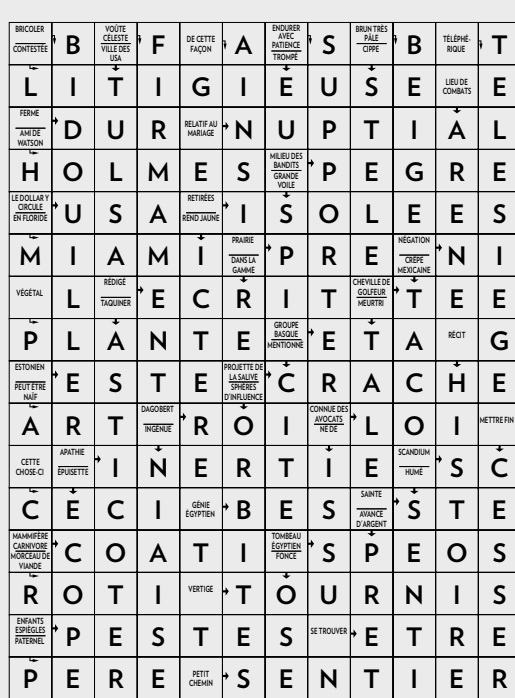 BRICOLER
CONTESTÉE
B
VOÛTE
CÉLESTE
VILLE DES
USA
F
DE CETTE
FAÇON
A
ENDURER
AVEC
PATIENCE
TROMPÉ
S
BRUN TRÈS
PÂLE
CIPPE
B
TÉLÉPHÉ-
RIQUE
T
L I T I G I E U S E
LIEU DE
COMBATS
E
FERME
AMI DE
WATSON
D U R
RELATIF AU
MARIAGE
N U P T I A L
H O L M E S
MILIEU DES
BANDITS
GRANDE
VOILE
P E G R E
LE DOLLAR Y
CIRCULE
EN FLORIDE
U S A
RETIRÉES
REND JAUNE
I S O L E E S
M I A M I
PRAIRIE
DANS LA
GAMME
P R E
NÉGATION
CRÊPE
MEXICAINE
N I
VÉGÉTAL
L
RÉDIGÉ
TAQUINER
E C R I T
CHEVILLE DE
GOLFEUR
MEURTRI
T E E
P L A N T E
GROUPE
BASQUE
MENTIONNE
E T A
RÉCIT
G
ESTONIEN
PEUT ÊTRE
NAÏF
E S T E
PROJETTE DE
LA SALIVE
SPHÈRES
D'INFLUENCE
C R A C H E
A R T
DAGOBERT
INGÉNUE
R O I
CONNUE DES
AVOCATS
NÉ DE
L O I
METTRE FIN
CETTE
CHOSE-CI
APATHIE
ÉPUISETTE
I N E R T I E
SCANDIUM
HUMÉ
S C
C E C I
GÉNIE
ÉGYPTIEN
B E S
SAINTE
AVANCE
D'ARGENT
S T E
MAMMIFÈRE
CARNIVORE
MORCEAU DE
VIANDE
C O A T I
TOMBEAU
ÉGYPTIEN
FONCÉ
S P E O S
R O T I
VERTIGE
T O U R N I S
ENFANTS
ESPIÈGLES
PATERNEL
P E S T E S
SE TROUVER
E T R E
P E R E
PETIT
CHEMIN
S E N T I E R